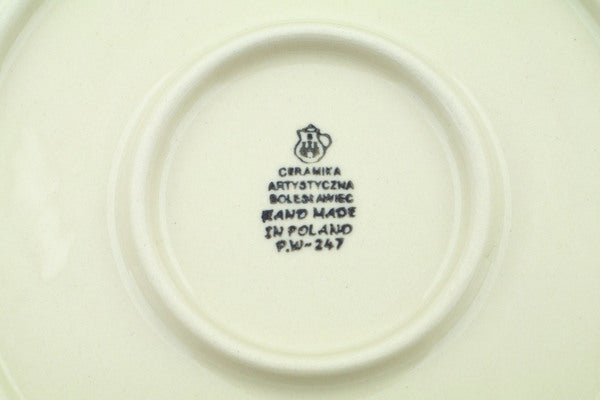 CERAMIKA
ARTYSTYCZNA
BOLESŁAWIEC
HAND MADE
IN POLAND
P.W-247